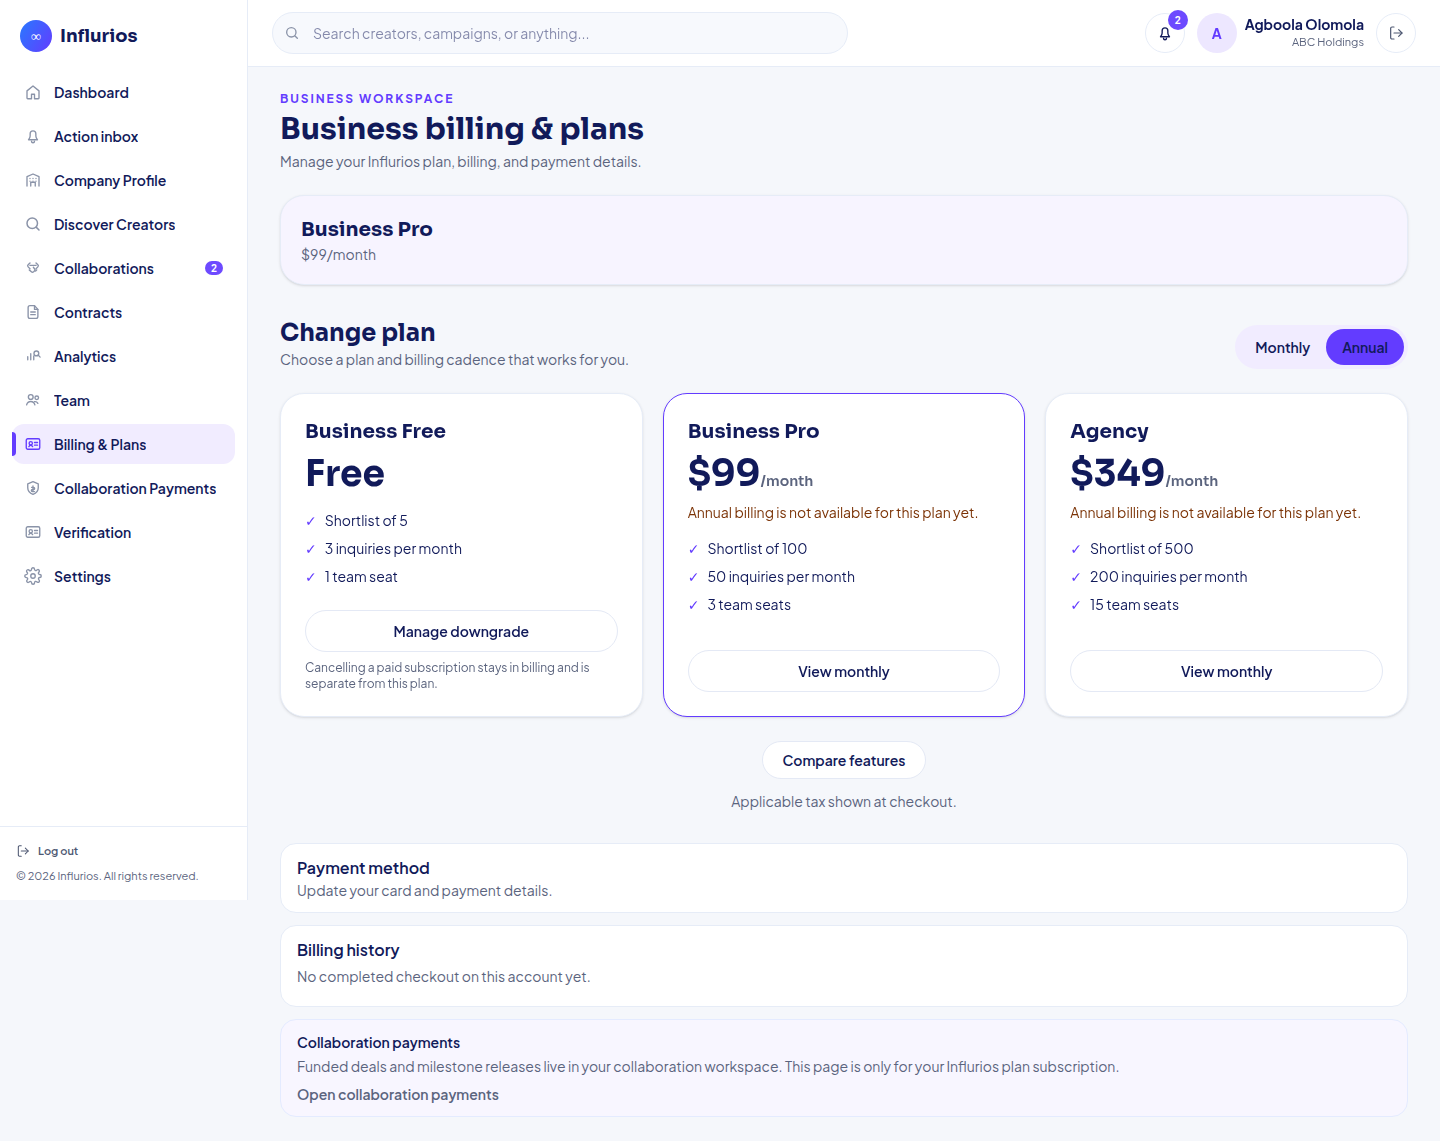 Influrios
Search creators, campaigns, or anything...
2
A
Agboola Olomola
ABC Holdings
Dashboard
Action inbox
Company Profile
Discover Creators
Collaborations
2
Contracts
Analytics
Team
Billing & Plans
Collaboration Payments
Verification
Settings
Log out
© 2026 Influrios. All rights reserved.
BUSINESS WORKSPACE
Business billing & plans
Manage your Influrios plan, billing, and payment details.
Business Pro
$99/month
Change plan
Choose a plan and billing cadence that works for you.
Monthly
Annual
Business Free
Free
✓ Shortlist of 5
✓ 3 inquiries per month
✓ 1 team seat
Manage downgrade
Cancelling a paid subscription stays in billing and is
separate from this plan.
Business Pro
$99/month
Annual billing is not available for this plan yet.
✓ Shortlist of 100
✓ 50 inquiries per month
✓ 3 team seats
View monthly
Agency
$349/month
Annual billing is not available for this plan yet.
✓ Shortlist of 500
✓ 200 inquiries per month
✓ 15 team seats
View monthly
Compare features
Applicable tax shown at checkout.
Payment method
Update your card and payment details.
Billing history
No completed checkout on this account yet.
Collaboration payments
Funded deals and milestone releases live in your collaboration workspace. This page is only for your Influrios plan subscription.
Open collaboration payments